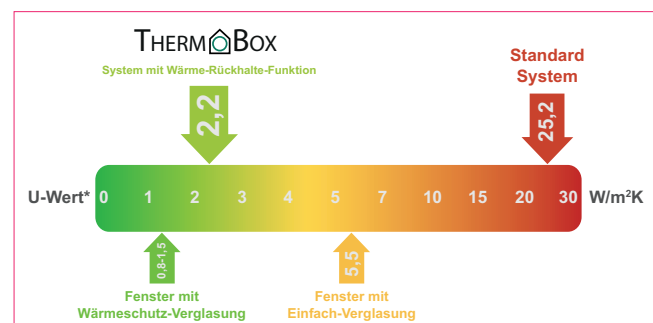 THERMOBOX
System mit Wärme-Rückhalte-Funktion
Standard
System
2,2
25,2
U-Wert* 0 1 2 3 4 5 7 10 15 20 30 W/m²K
0,8-1,5
5,5
Fenster mit
Wärmeschutz-Verglasung
Fenster mit
Einfach-Verglasung